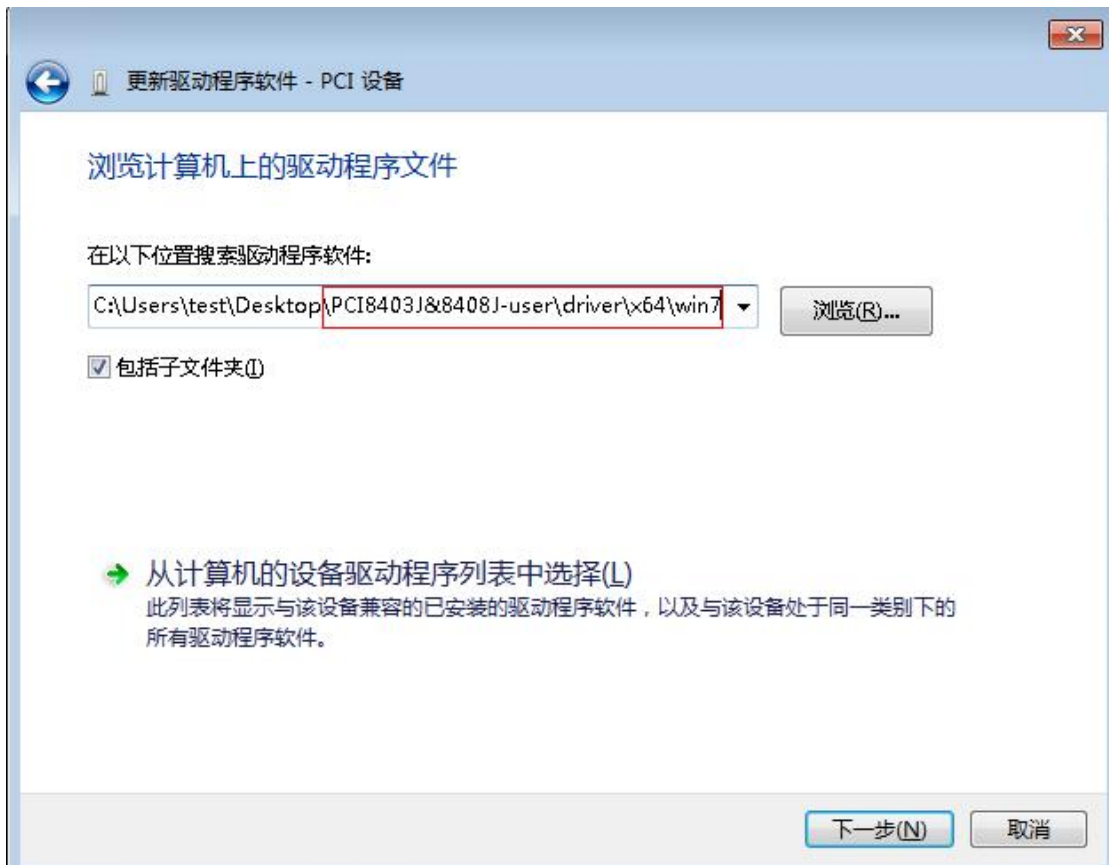 更新驱动程序软件 - PCI 设备
浏览计算机上的驱动程序文件
在以下位置搜索驱动程序软件:
C:\Users\test\Desktop\PCI8403J&8408J-user\driver\x64\win7
浏览(R)...
包括子文件夹(I)
从计算机的设备驱动程序列表中选择(L)
此列表将显示与该设备兼容的已安装的驱动程序软件，以及与该设备处于同一类别下的
所有驱动程序软件。
下一步(N)
取消